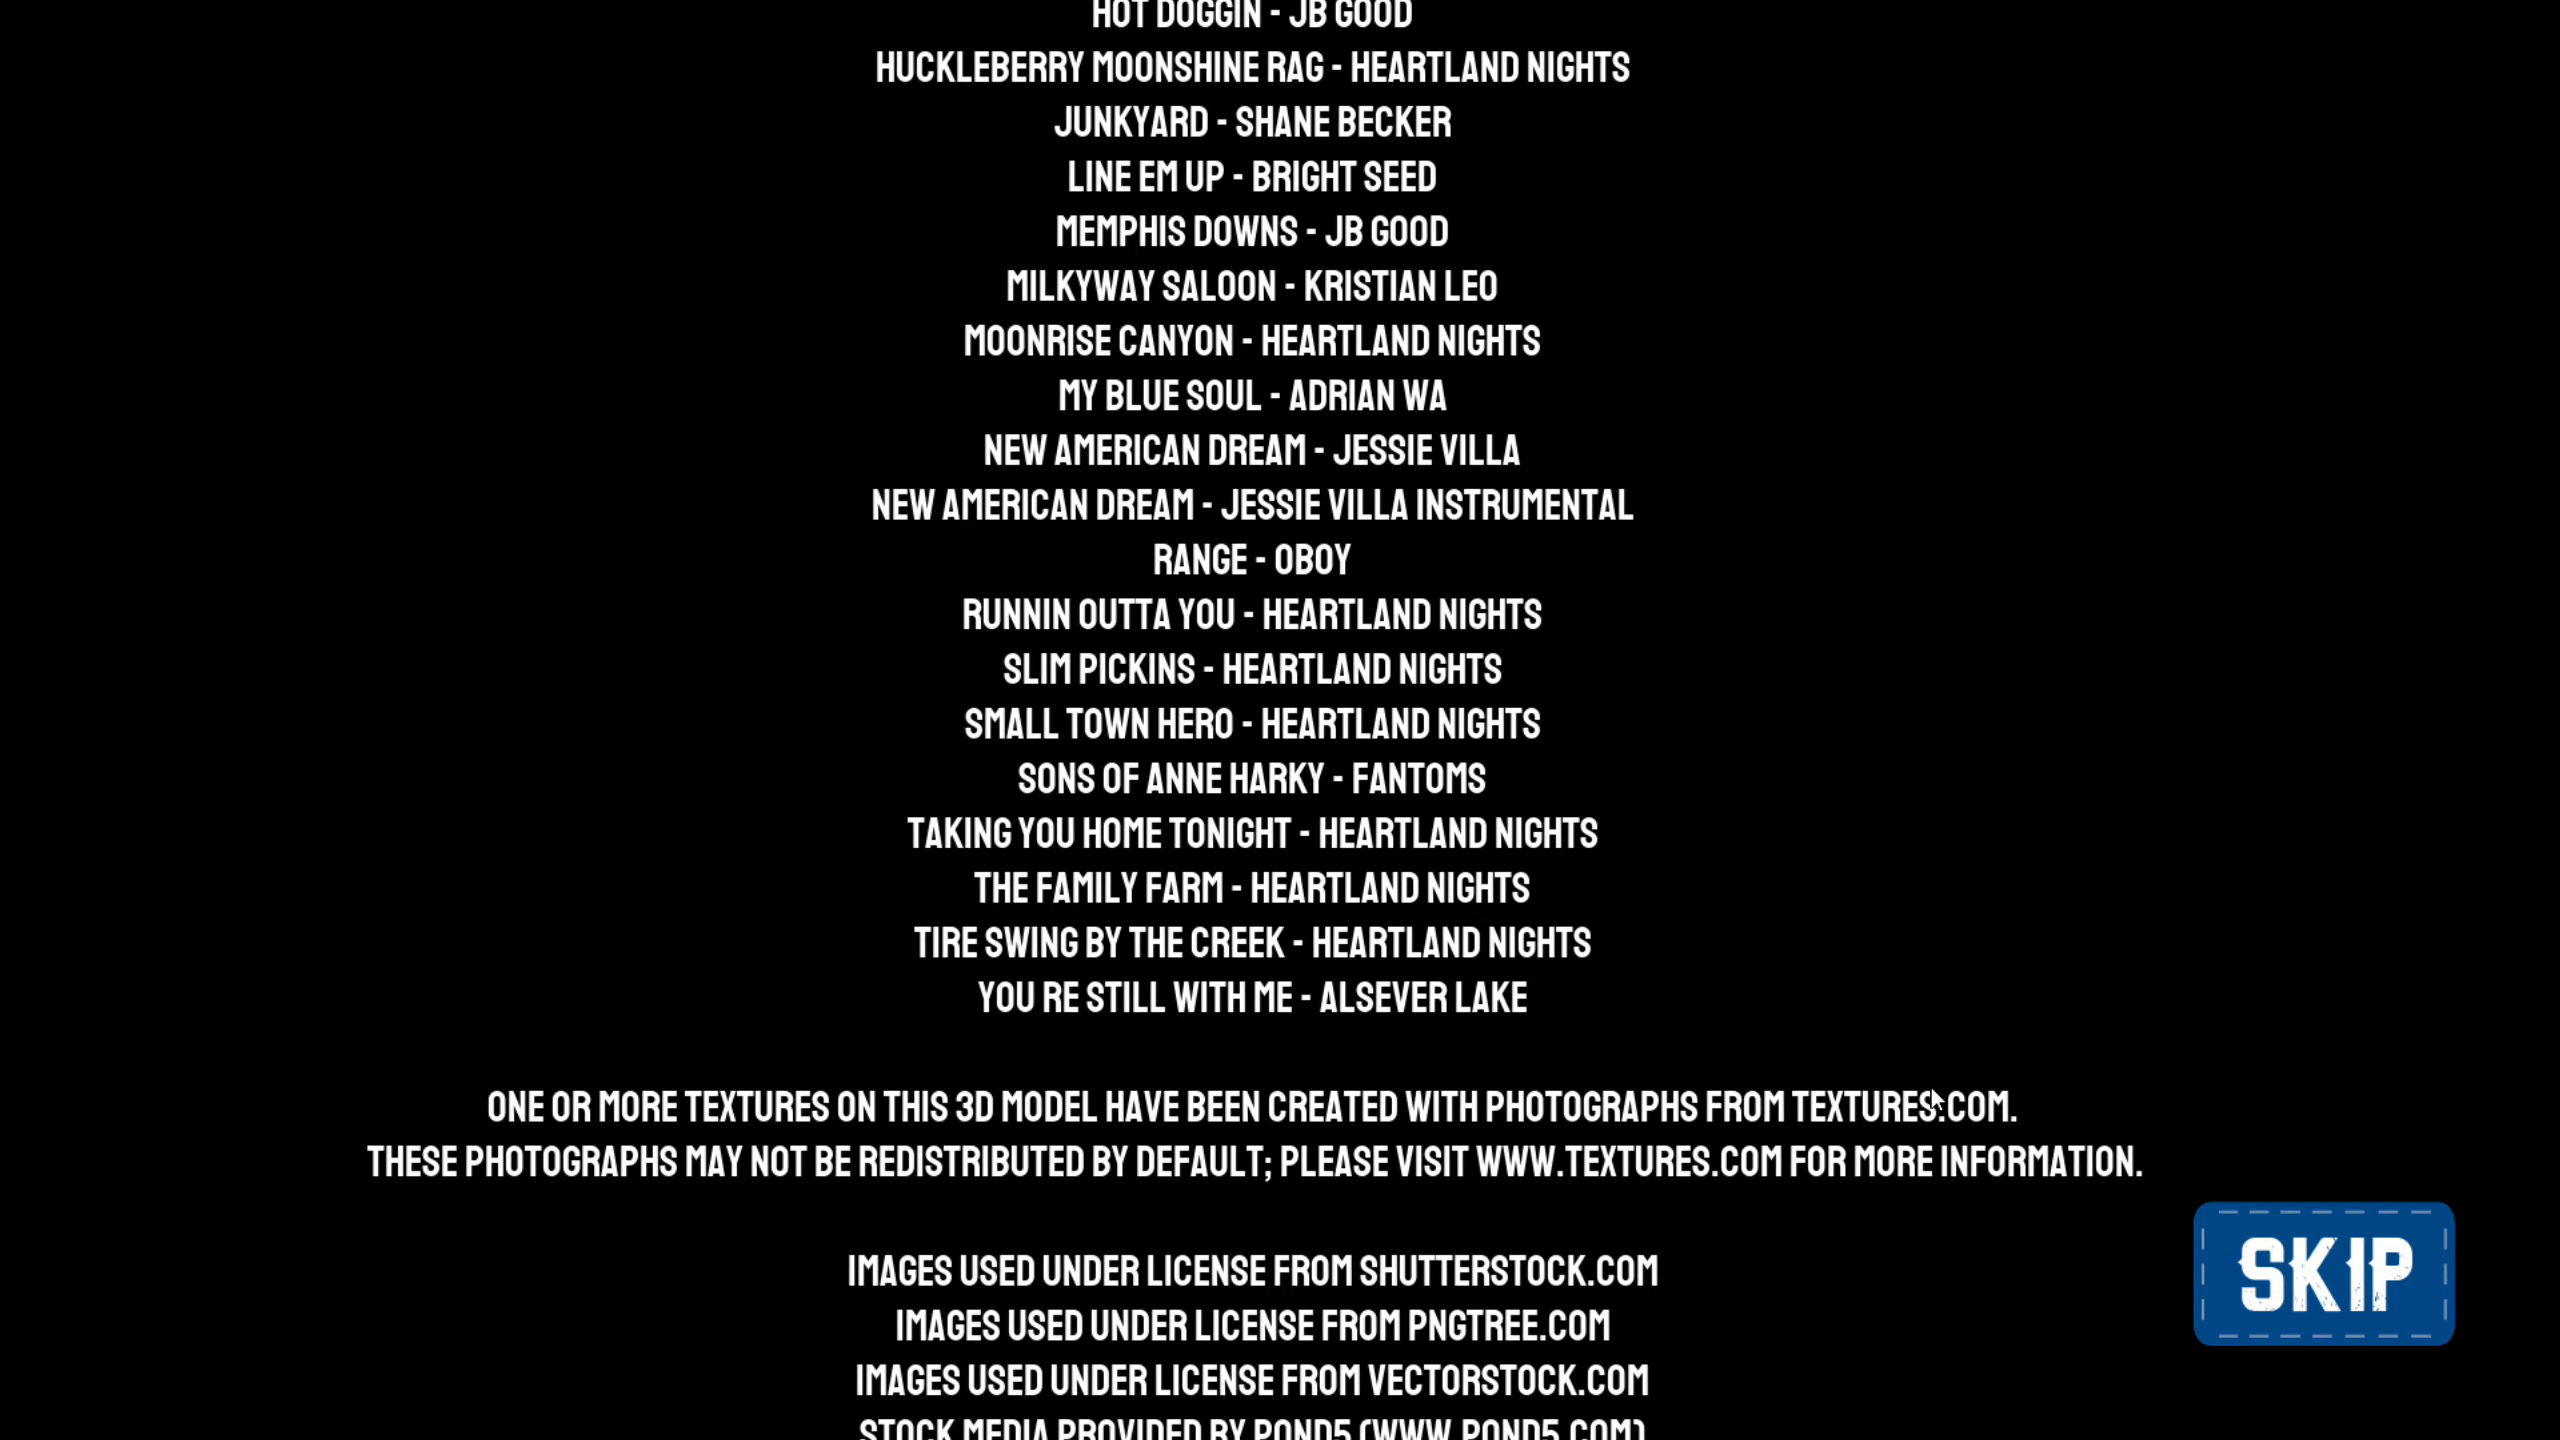 HOT DOGGIN - JB GOOD
HUCKLEBERRY MOONSHINE RAG - HEARTLAND NIGHTS
JUNKYARD - SHANE BECKER
LINE EM UP - BRIGHT SEED
MEMPHIS DOWNS - JB GOOD
MILKYWAY SALOON - KRISTIAN LEO
MOONRISE CANYON - HEARTLAND NIGHTS
MY BLUE SOUL - ADRIAN WA
NEW AMERICAN DREAM - JESSIE VILLA
NEW AMERICAN DREAM - JESSIE VILLA INSTRUMENTAL
RANGE - OBOY
RUNNIN OUTTA YOU - HEARTLAND NIGHTS
SLIM PICKINS - HEARTLAND NIGHTS
SMALL TOWN HERO - HEARTLAND NIGHTS
SONS OF ANNE HARKY - FANTOMS
TAKING YOU HOME TONIGHT - HEARTLAND NIGHTS
THE FAMILY FARM - HEARTLAND NIGHTS
TIRE SWING BY THE CREEK - HEARTLAND NIGHTS
YOU RE STILL WITH ME - ALSEVER LAKE
ONE OR MORE TEXTURES ON THIS 3D MODEL HAVE BEEN CREATED WITH PHOTOGRAPHS FROM TEXTURES.COM.
THESE PHOTOGRAPHS MAY NOT BE REDISTRIBUTED BY DEFAULT; PLEASE VISIT WWW.TEXTURES.COM FOR MORE INFORMATION.
IMAGES USED UNDER LICENSE FROM SHUTTERSTOCK.COM
IMAGES USED UNDER LICENSE FROM PNGTREE.COM
IMAGES USED UNDER LICENSE FROM VECTORSTOCK.COM
STOCK MEDIA PROVIDED BY POND5 (WWW.POND5.COM)
SKIP